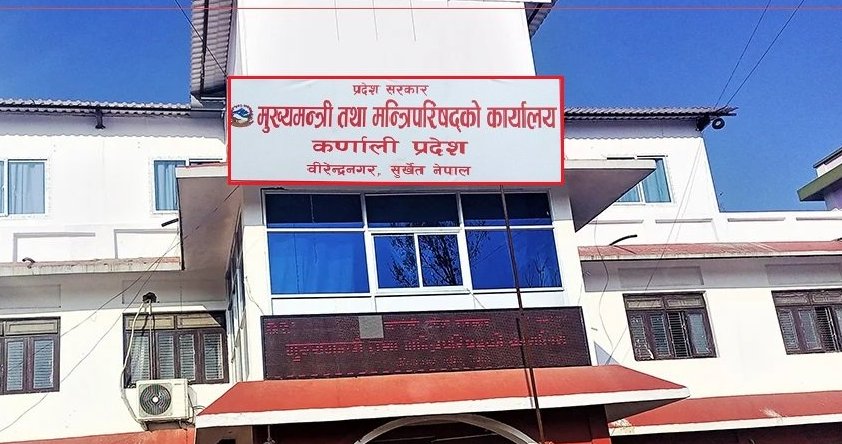 प्रदेश सरकार
मुख्यमन्त्री तथा मन्त्रिपरिषद्को कार्यालय
कर्णाली प्रदेश
वीरेन्द्रनगर, सुर्खेत नेपाल